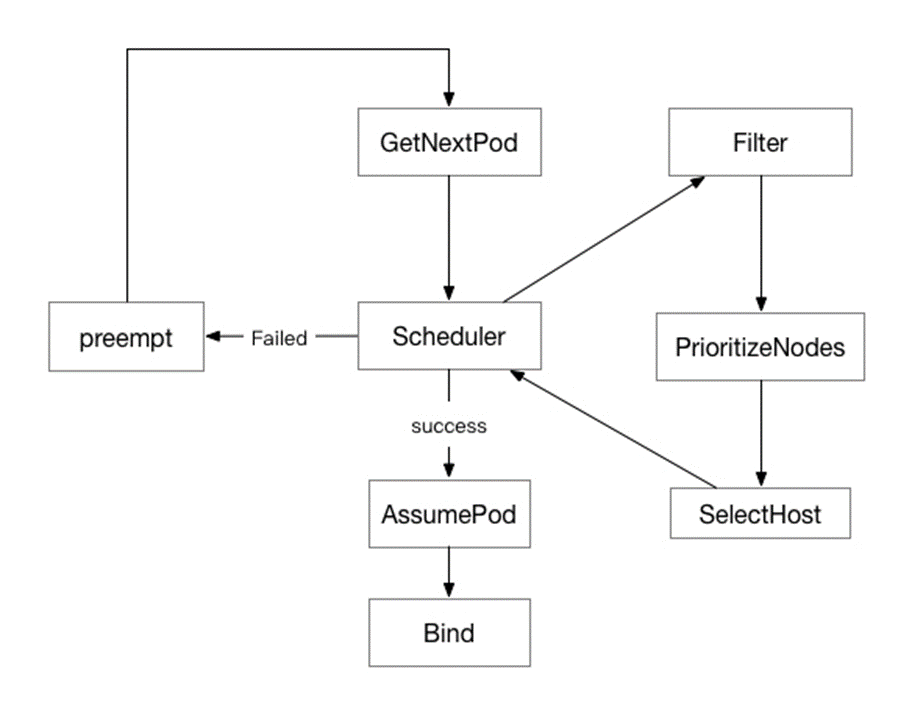 GetNextPod
Filter
preempt
Failed
Scheduler
PrioritizeNodes
success
AssumePod
SelectHost
Bind